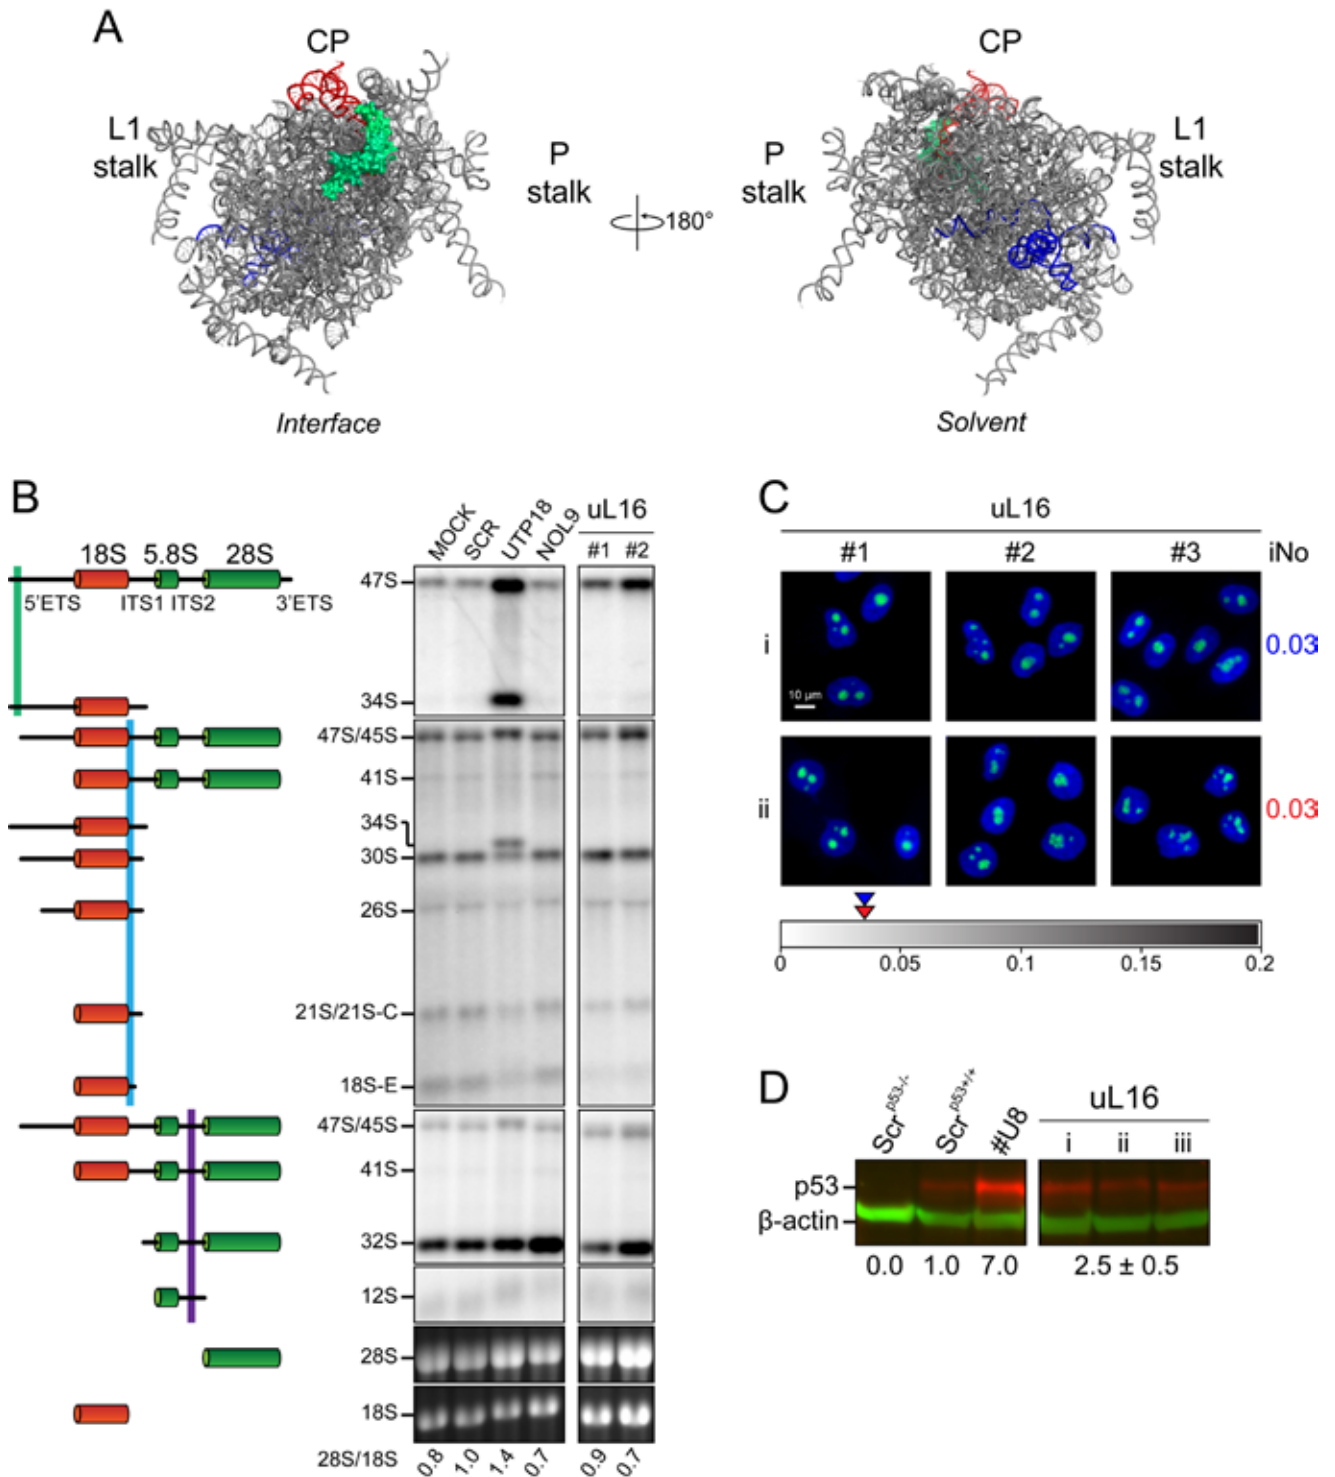 A
CP
CP
L1
stalk
P
stalk
180°
P
stalk
L1
stalk
Interface
Solvent
B
MOCK
SCR
UTP18
NOL9
uL16
#1 #2
18S 5.8S 28S
5'ETS ITS1 ITS2 3'ETS
47S
34S
47S/45S
41S
34S
30S
26S
21S/21S-C
18S-E
47S/45S
41S
32S
12S
28S
18S
28S/18S 0.8 1.0 1.4 0.7 0.9 0.7
C
uL16
#1 #2 #3 iNo
i 0.03
10 µm
ii 0.03
0 0.05 0.1 0.15 0.2
D
Scr p53-/-
Scr p53+/+
#U8
uL16
i ii iii
p53
β-actin
0.0 1.0 7.0 2.5 ± 0.5